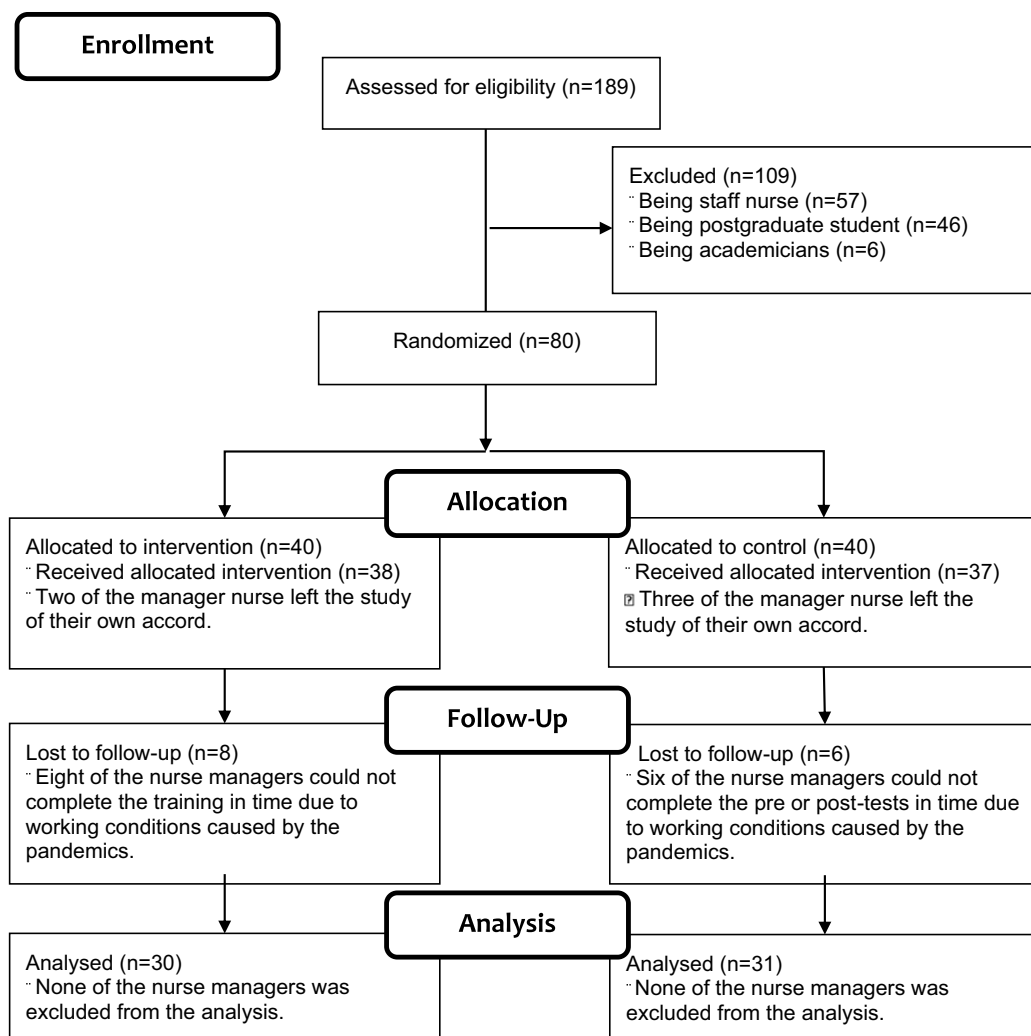 Enrollment
Assessed for eligibility (n=189)
Excluded (n=109)
¨ Being staff nurse (n=57)
¨ Being postgraduate student (n=46)
¨ Being academicians (n=6)
Randomized (n=80)
Allocation
Allocated to intervention (n=40)
¨ Received allocated intervention (n=38)
¨ Two of the manager nurse left the study
of their own accord.
Allocated to control (n=40)
¨ Received allocated intervention (n=37)
⍰ Three of the manager nurse left the
study of their own accord.
Follow-Up
Lost to follow-up (n=8)
¨ Eight of the nurse managers could not
complete the training in time due to
working conditions caused by the
pandemics.
Lost to follow-up (n=6)
¨ Six of the nurse managers could not
complete the pre or post-tests in time due
to working conditions caused by the
pandemics.
Analysis
Analysed (n=30)
¨ None of the nurse managers was
excluded from the analysis.
Analysed (n=31)
¨ None of the nurse managers was
excluded from the analysis.